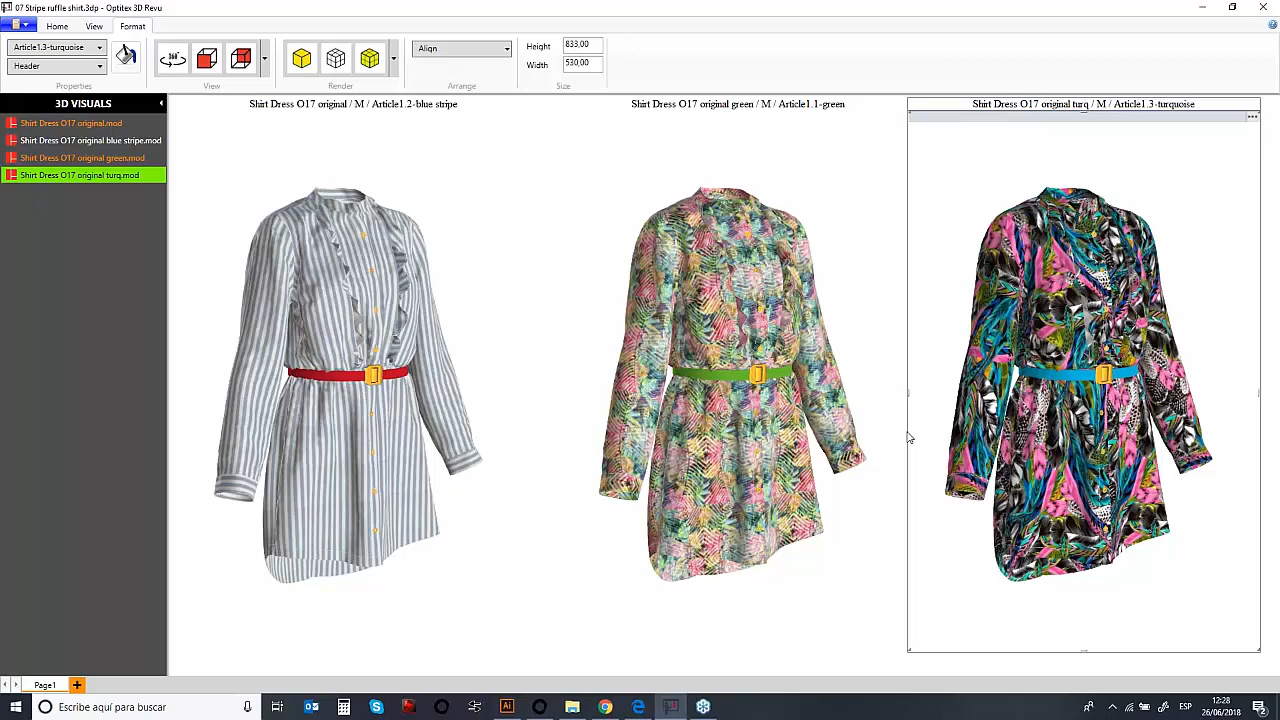 07 Stripe ruffle shirt.3dp - Optitex 3D Revu
Home View Format
Article1.3-turquoise
Header
Properties
360°
View
Render
Align
Arrange
Height 833,00
Width 530,00
Size
3D VISUALS
Shirt Dress O17 original.mod
Shirt Dress O17 original blue stripe.mod
Shirt Dress O17 original green.mod
Shirt Dress O17 original turq.mod
Shirt Dress O17 original / M / Article1.2-blue stripe
Shirt Dress O17 original green / M / Article1.1-green
Shirt Dress O17 original turq / M / Article1.3-turquoise
Page1
Escribe aquí para buscar
Ai
ESP
12:28
26/06/2018